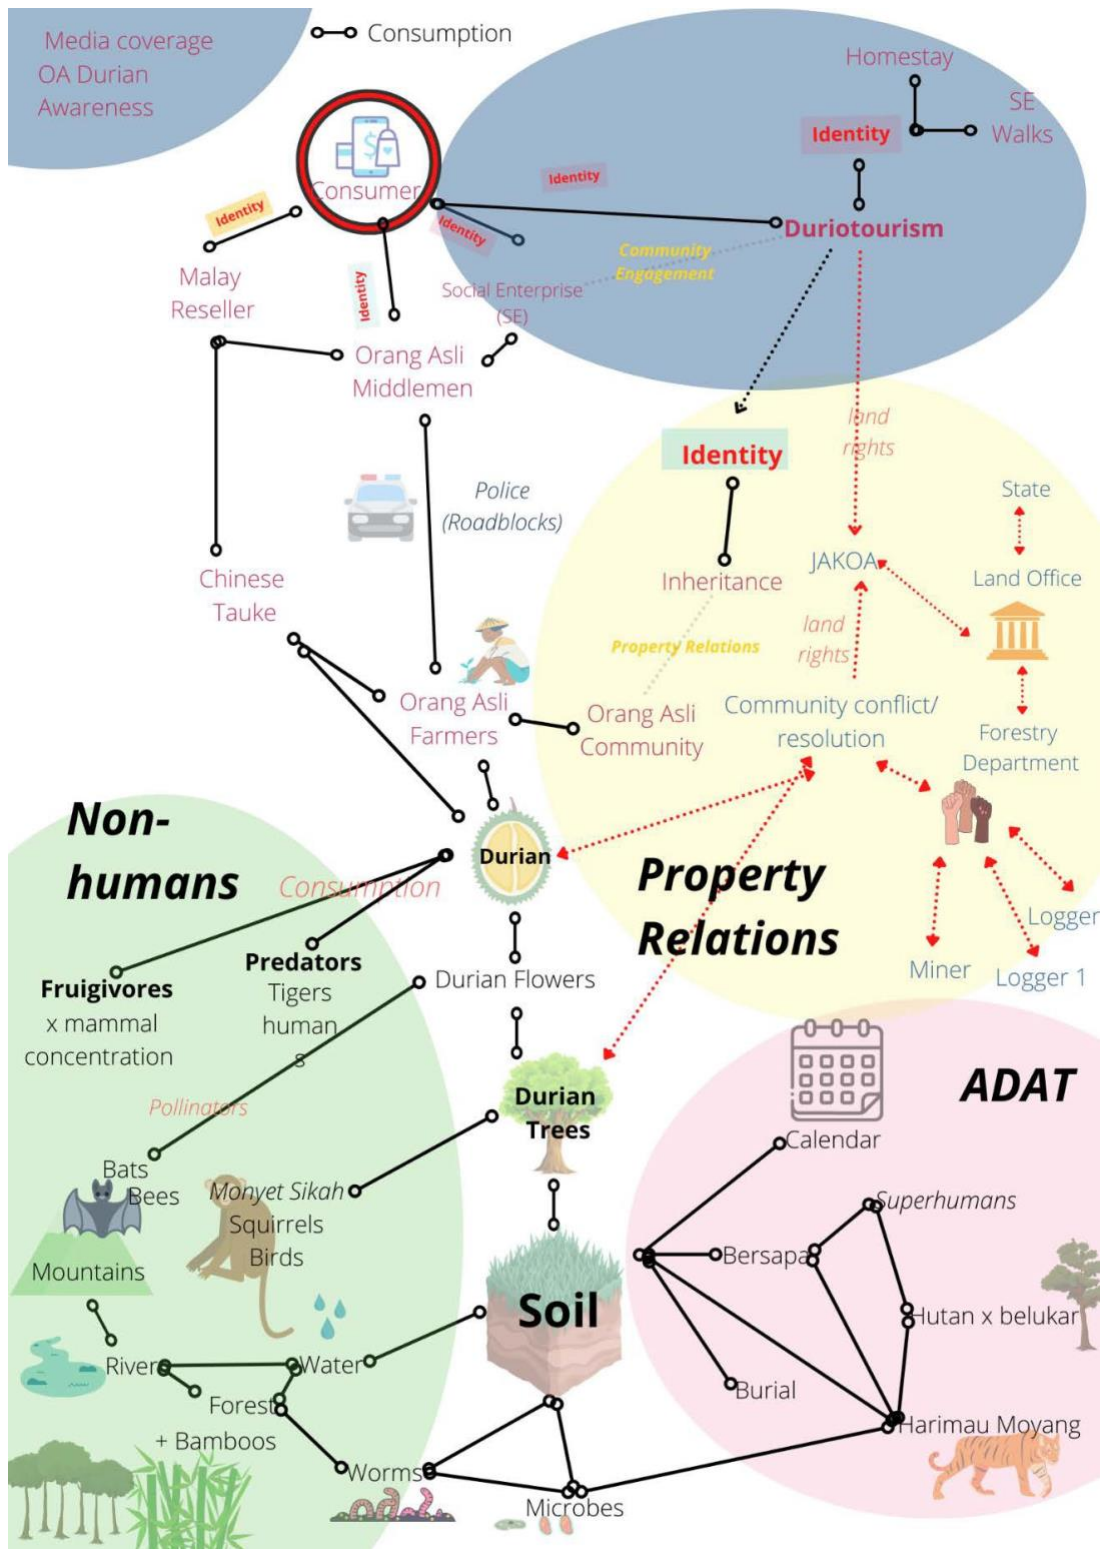 Media coverage
OA Durian
Awareness
Consumption
Homestay
SE
Walks
Identity
Identity
Consumer
Identity
Identity
Duriotourism
Community
Engagement
Malay
Reseller
Identity
Social Enterprise
(SE)
Orang Asli
Middlemen
land
rights
Identity
Police
(Roadblocks)
State
JAKOA
Land Office
Chinese
Tauke
Inheritance
land
rights
Property Relations
Orang Asli
Farmers
Orang Asli
Community
Community conflict/
resolution
Forestry
Department
Non-
humans
Durian
Property
Relations
Consumption
Logger
Miner
Logger 1
Fruigivores
x mammal
concentration
Predators
Tigers
human
s
Durian Flowers
Durian
Trees
ADAT
Pollinators
Calendar
Bats
Bees
Monyet Sikah
Squirrels
Birds
Superhumans
Bersapa
Mountains
Soil
Hutan x belukar
River
Water
Forest
+ Bamboos
Burial
Harimau Moyang
Worms
Microbes